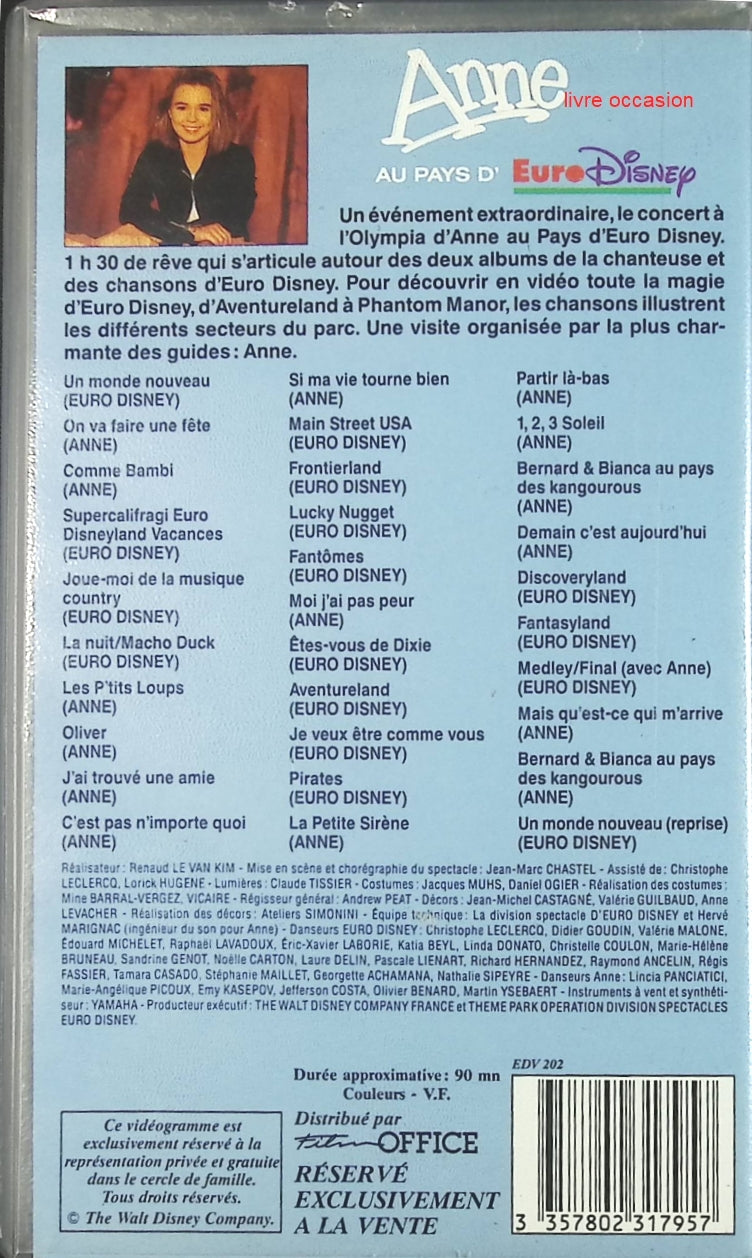 Anne
livre occasion
AU PAYS D' Euro Disney
Un événement extraordinaire, le concert à
l'Olympia d'Anne au Pays d'Euro Disney.
1 h 30 de rêve qui s'articule autour des deux albums de la chanteuse et
des chansons d'Euro Disney. Pour découvrir en vidéo toute la magie
d'Euro Disney, d'Aventureland à Phantom Manor, les chansons illustrent
les différents secteurs du parc. Une visite organisée par la plus char-
mante des guides : Anne.
Un monde nouveau
(EURO DISNEY)
On va faire une fête
(ANNE)
Comme Bambi
(ANNE)
Supercalifragi Euro
Disneyland Vacances
(EURO DISNEY)
Joue-moi de la musique
country
(EURO DISNEY)
La nuit/Macho Duck
(EURO DISNEY)
Les P'tits Loups
(ANNE)
Oliver
(ANNE)
J'ai trouvé une amie
(ANNE)
C'est pas n'importe quoi
(ANNE)
Si ma vie tourne bien
(ANNE)
Main Street USA
(EURO DISNEY)
Frontierland
(EURO DISNEY)
Lucky Nugget
(EURO DISNEY)
Fantômes
(EURO DISNEY)
Moi j'ai pas peur
(ANNE)
Êtes-vous de Dixie
(EURO DISNEY)
Aventureland
(EURO DISNEY)
Je veux être comme vous
(EURO DISNEY)
Pirates
(EURO DISNEY)
La Petite Sirène
(ANNE)
Partir là-bas
(ANNE)
1, 2, 3 Soleil
(ANNE)
Bernard & Bianca au pays
des kangourous
(ANNE)
Demain c'est aujourd'hui
(ANNE)
Discoveryland
(EURO DISNEY)
Fantasyland
(EURO DISNEY)
Medley/Final (avec Anne)
(EURO DISNEY)
Mais qu'est-ce qui m'arrive
(ANNE)
Bernard & Bianca au pays
des kangourous
(ANNE)
Un monde nouveau (reprise)
(EURO DISNEY)
Réalisateur : Renaud LE VAN KIM - Mise en scène et chorégraphie du spectacle : Jean-Marc CHASTEL - Assisté de : Christophe
LECLERCQ, Lorick HUGENE - Lumières : Claude TISSIER - Costumes : Jacques MUHS, Daniel OGIER - Réalisation des costumes :
Mine BARRAL-VERGEZ, VICAIRE - Régisseur général : Andrew PEAT - Décors : Jean-Michel CASTAGNÉ, Valérie GUILBAUD, Anne
LEVACHER - Réalisation des décors : Ateliers SIMONINI - Équipe technique : La division spectacle D'EURO DISNEY et Hervé
MARIGNAC (ingénieur du son pour Anne) - Danseurs EURO DISNEY : Christophe LECLERCQ, Didier GOUDIN, Valérie MALONE,
Édouard MICHELET, Raphaël LAVADOUX, Éric-Xavier LABORIE, Katia BEYL, Linda DONATO, Christelle COULON, Marie-Hélène
BRUNEAU, Sandrine GENOT, Noëlle CARTON, Laure DELIN, Pascale LIENART, Richard HERNANDEZ, Raymond ANCELIN, Régis
FASSIER, Tamara CASADO, Stéphanie MAILLET, Georgette ACHAMANA, Nathalie SIPEYRE - Danseurs Anne : Lincia PANCIATICI,
Marie-Angélique PICOUX, Emy KASEPOV, Jefferson COSTA, Olivier BENARD, Martin YSEBAERT - Instruments à vent et synthéti-
seur : YAMAHA - Producteur exécutif : THE WALT DISNEY COMPANY FRANCE et THEME PARK OPERATION DIVISION SPECTACLES
EURO DISNEY.
Ce vidéogramme est
exclusivement réservé à la
représentation privée et gratuite
dans le cercle de famille.
Tous droits réservés.
© The Walt Disney Company.
Durée approximative : 90 mn
Couleurs - V.F.
Distribué par
Film OFFICE
RÉSERVÉ
EXCLUSIVEMENT
A LA VENTE
EDV 202
3 357802 317957